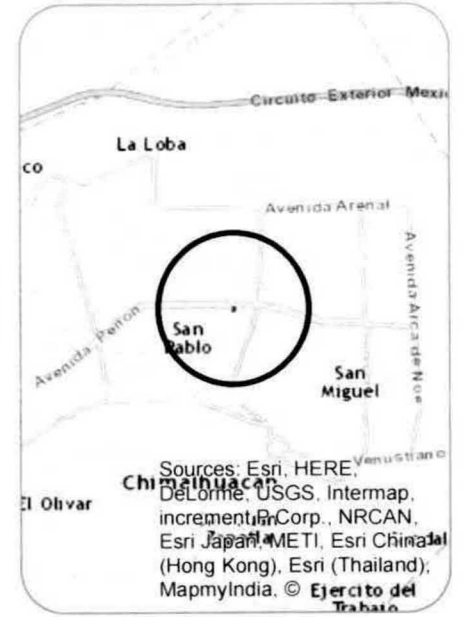 Circuito Exterior Mexi
La Loba
co
Avenida Arenal
Avenida Arca de Noe
Avenida Peñon
San
Pablo
San
Miguel
Venustiano
Chimalhuacan
El Olivar
Sources: Esri, HERE,
DeLorme, USGS, Intermap,
increment P Corp., NRCAN,
Esri Japan, METI, Esri China
(Hong Kong), Esri (Thailand),
MapmyIndia, ©
Ejercito del
Trabajo